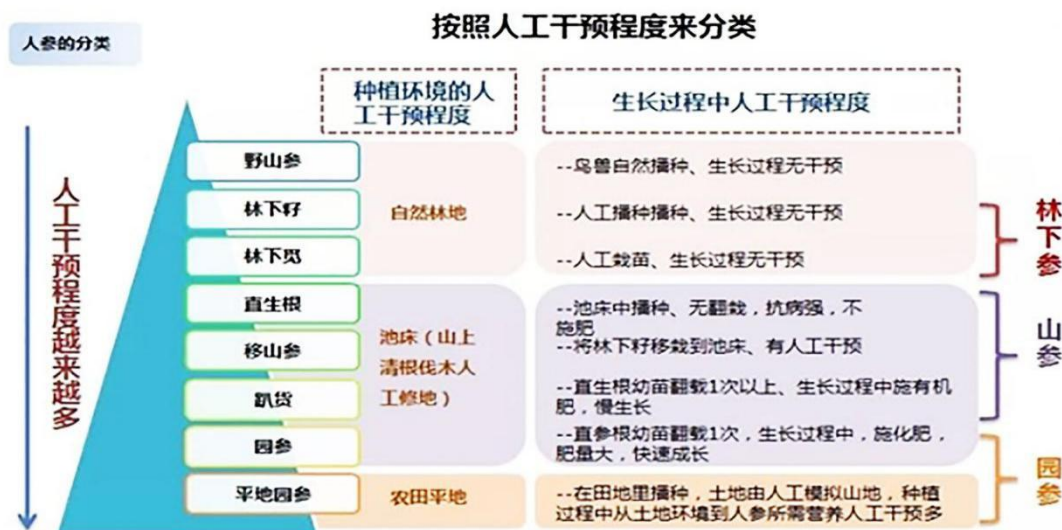 按照人工干预程度来分类
人参的分类
种植环境的人
工干预程度
生长过程中人工干预程度
人工干预程度越来越多
野山参
林下籽
林下趴
直生根
移山参
趴货
园参
平地园参
自然林地
池床（山上
清根伐木人
工修地）
农田平地
--鸟兽自然播种、生长过程无干预
--人工播种播种、生长过程无干预
--人工栽苗、生长过程无干预
--池床中播种、无翻栽，抗病强，不
施肥
--将林下籽移栽到池床、有人工干预
--直生根幼苗翻载1次以上、生长过程中施有机
肥，慢生长
--直参根幼苗翻载1次，生长过程中，施化肥，
肥量大，快速成长
--在田地里播种，土地由人工模拟山地，种植
过程中从土地环境到人参所需营养人工干预多
林下参
山参
园参